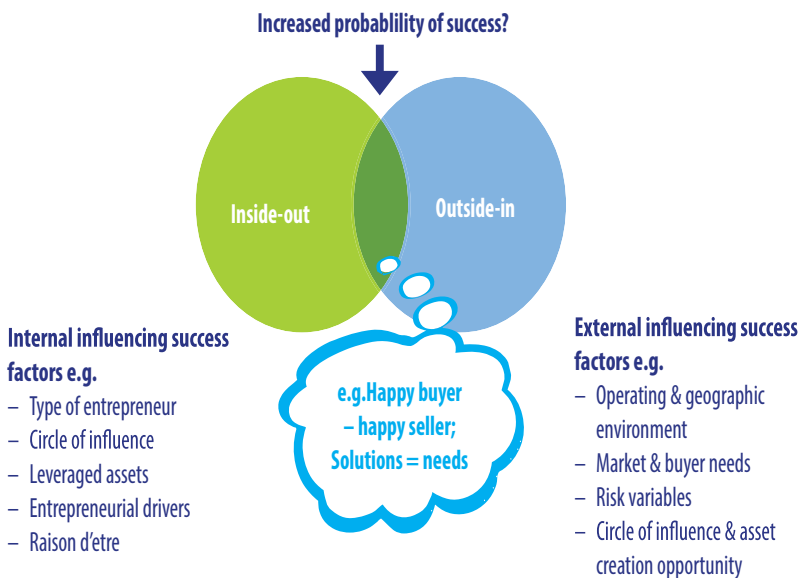 Increased probablility of success?
Inside-out
Outside-in
Internal influencing success
factors e.g.
– Type of entrepreneur
– Circle of influence
– Leveraged assets
– Entrepreneurial drivers
– Raison d'etre
e.g.Happy buyer
– happy seller;
Solutions = needs
External influencing success
factors e.g.
– Operating & geographic
environment
– Market & buyer needs
– Risk variables
– Circle of influence & asset
creation opportunity